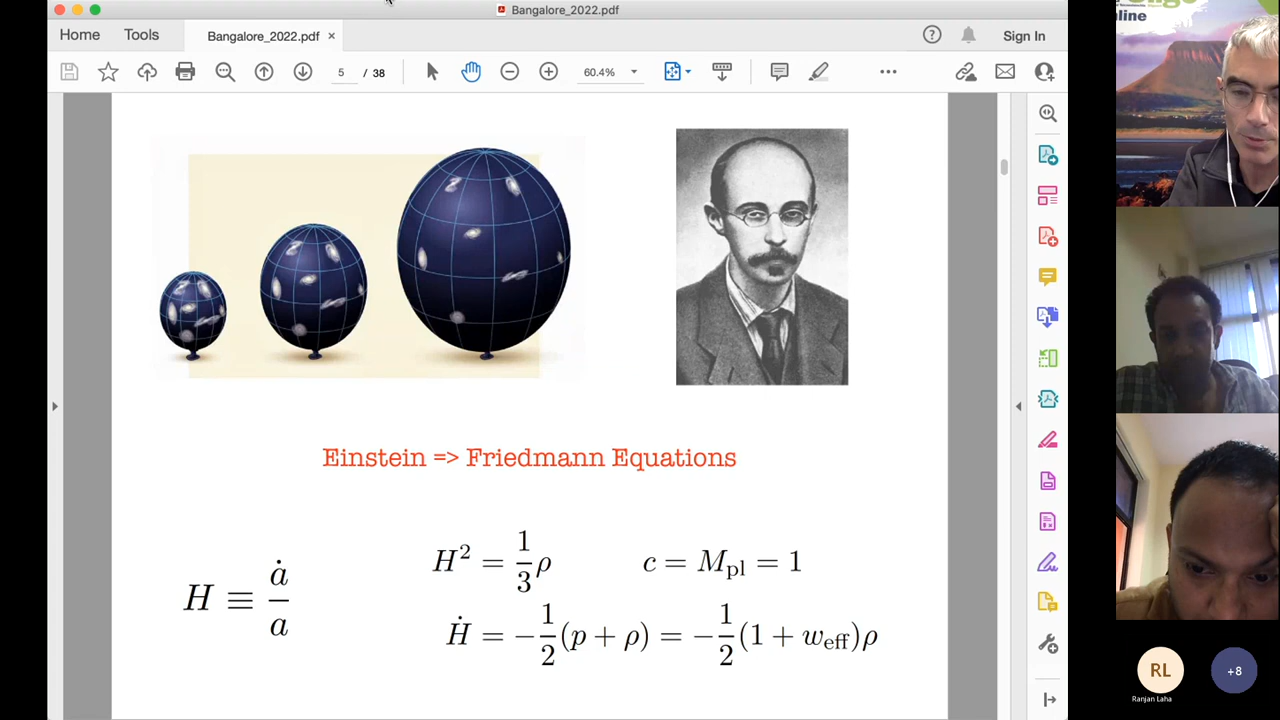 Bangalore_2022.pdf
Home Tools Bangalore_2022.pdf × Sign In
5 / 38 60.4%
Einstein => Friedmann Equations
H ≡ ȧ/a
H² = 1/3 ρ c = M_pl = 1
Ḣ = −1/2 (p + ρ) = −1/2 (1 + w_eff)ρ
nline
RL
Ranjan Laha
+8